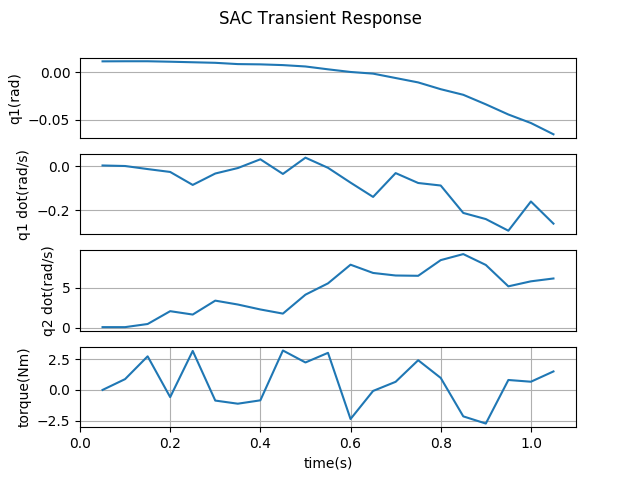 SAC Transient Response
0.00
−0.05
q1(rad)
0.0
−0.2
q1 dot(rad/s)
5
0
q2 dot(rad/s)
2.5
0.0
−2.5
torque(Nm)
0.0 0.2 0.4 0.6 0.8 1.0
time(s)